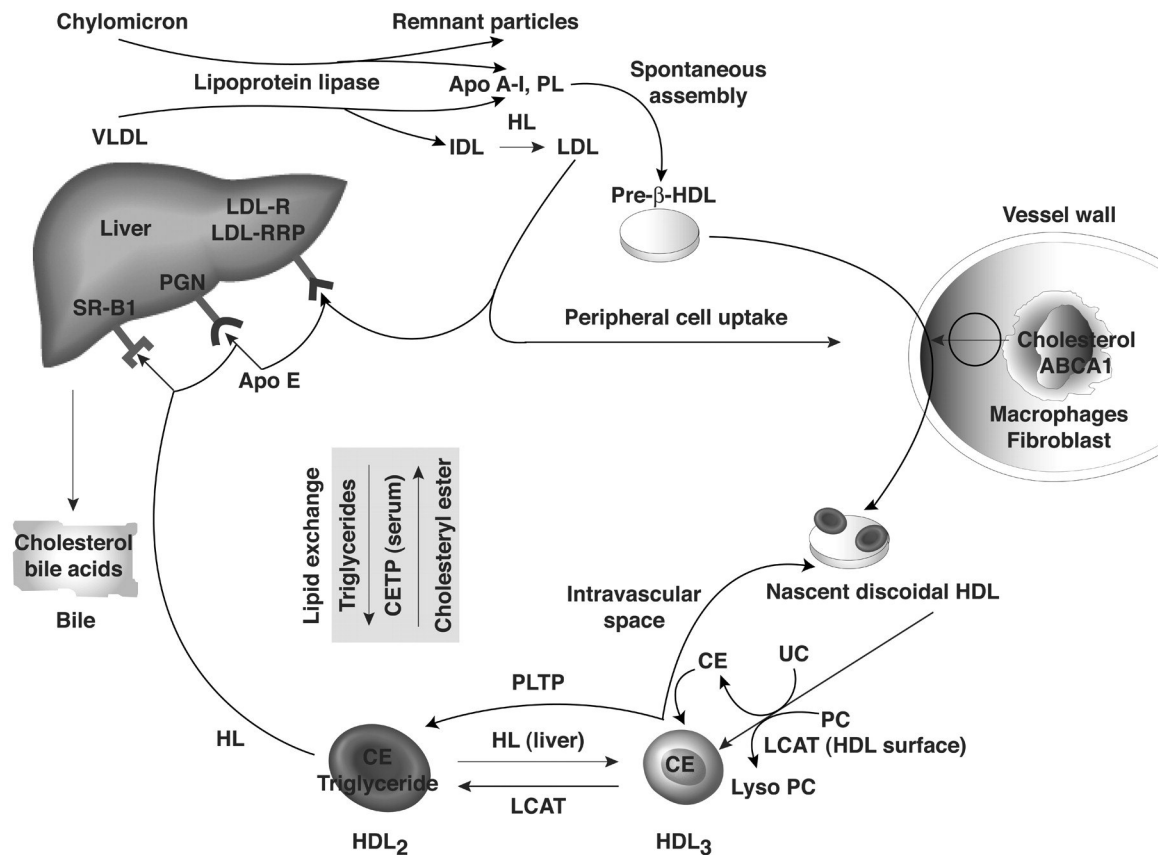 Chylomicron
Remnant particles
Lipoprotein lipase
Apo A-I, PL
Spontaneous
assembly
VLDL
HL
IDL
LDL
Pre-β-HDL
Vessel wall
Liver
LDL-R
LDL-RRP
PGN
SR-B1
Apo E
Peripheral cell uptake
Cholesterol
ABCA1
Macrophages
Fibroblast
Lipid exchange
Triglycerides
CETP (serum)
Cholesteryl ester
Cholesterol
bile acids
Bile
Nascent discoidal HDL
Intravascular
space
CE
UC
PLTP
PC
LCAT (HDL surface)
Lyso PC
HL
CE
Triglyceride
HL (liver)
LCAT
CE
HDL2
HDL3